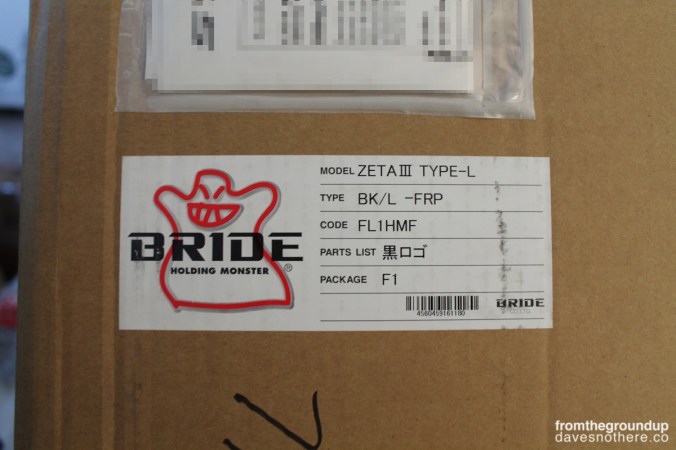 BRIDE
HOLDING MONSTER
®
MODEL ZETAⅢ TYPE-L
TYPE BK/L -FRP
CODE FL1HMF
PARTS LIST 黒ロゴ
PACKAGE F1
4560459161180
BRIDE
fromthegroundup
davesnothere.co